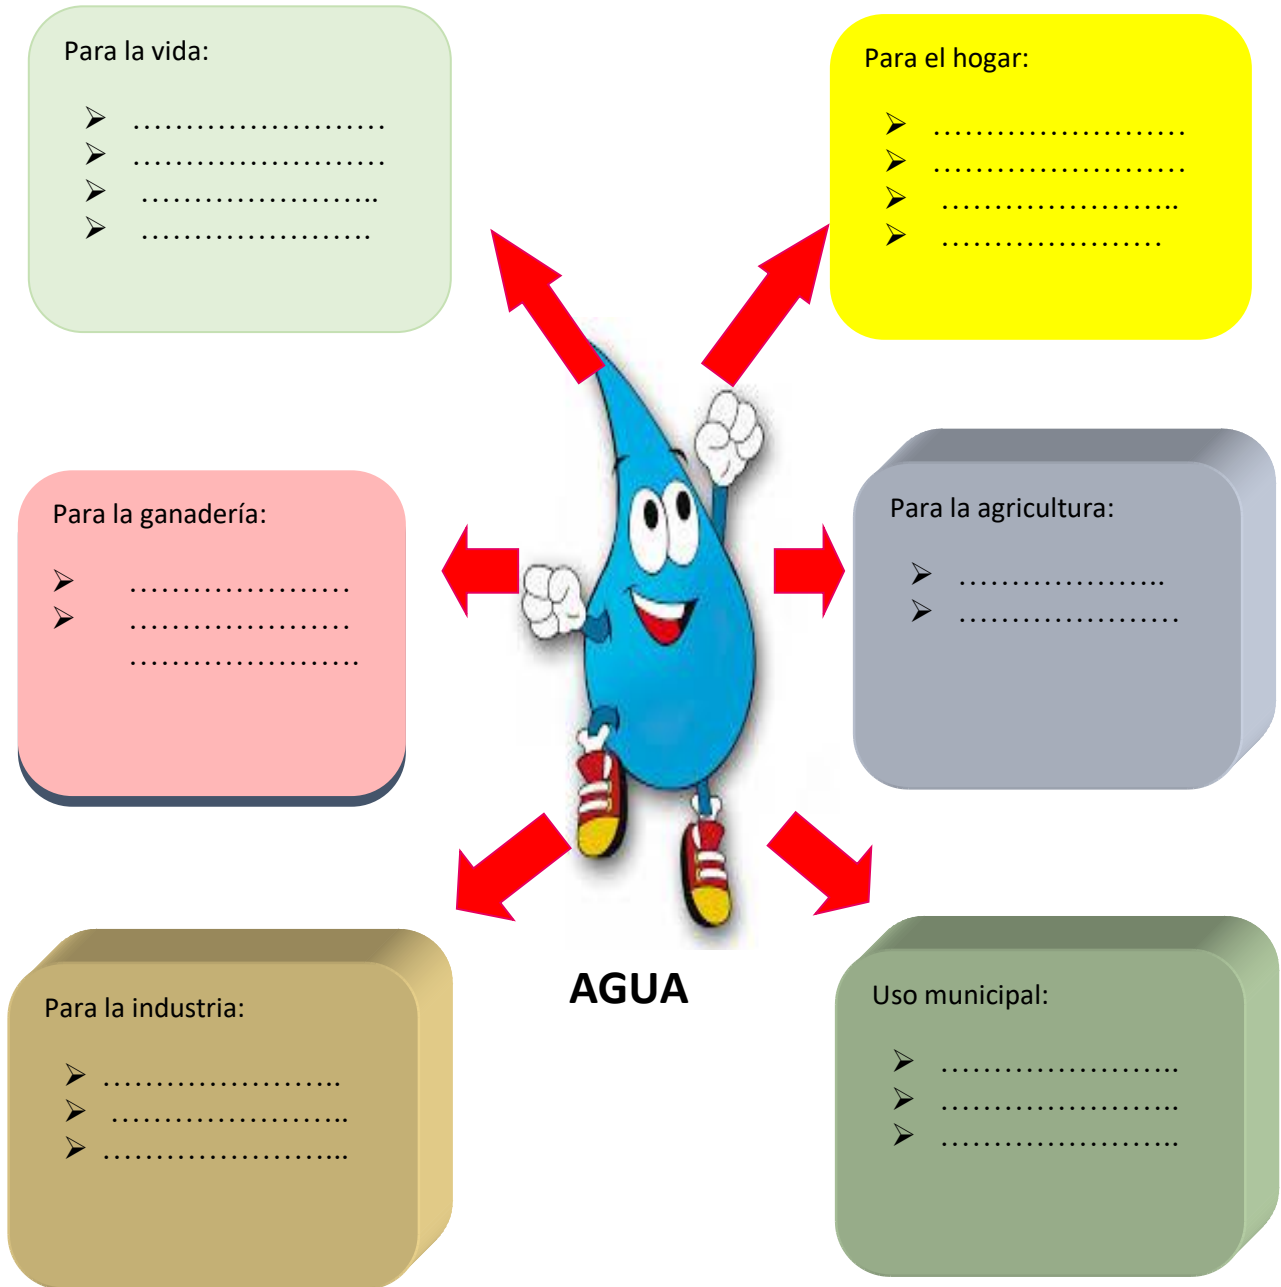 Para la vida:
➢ ……………………
➢ ……………………
➢ …………………..
➢ ………………….
Para el hogar:
➢ ……………………
➢ ……………………
➢ …………………..
➢ …………………
Para la ganadería:
➢ …………………
➢ …………………
………………….
Para la agricultura:
➢ ………………..
➢ …………………
AGUA
Para la industria:
➢ …………………..
➢ …………………..
➢ …………………...
Uso municipal:
➢ …………………..
➢ …………………..
➢ …………………..